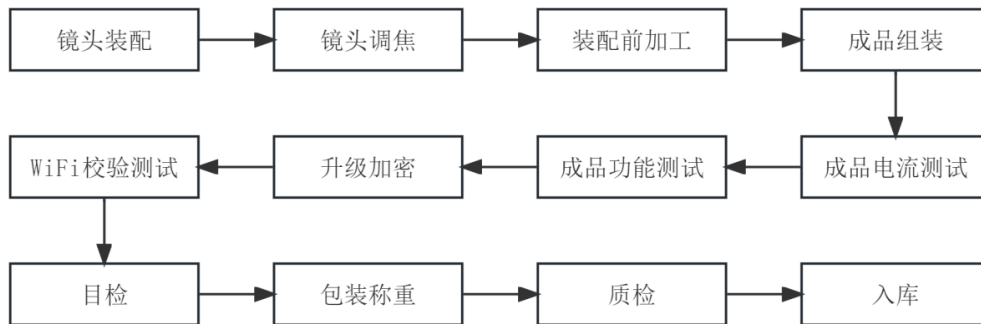 镜头装配
镜头调焦
装配前加工
成品组装
成品电流测试
成品功能测试
升级加密
WiFi校验测试
目检
包装称重
质检
入库